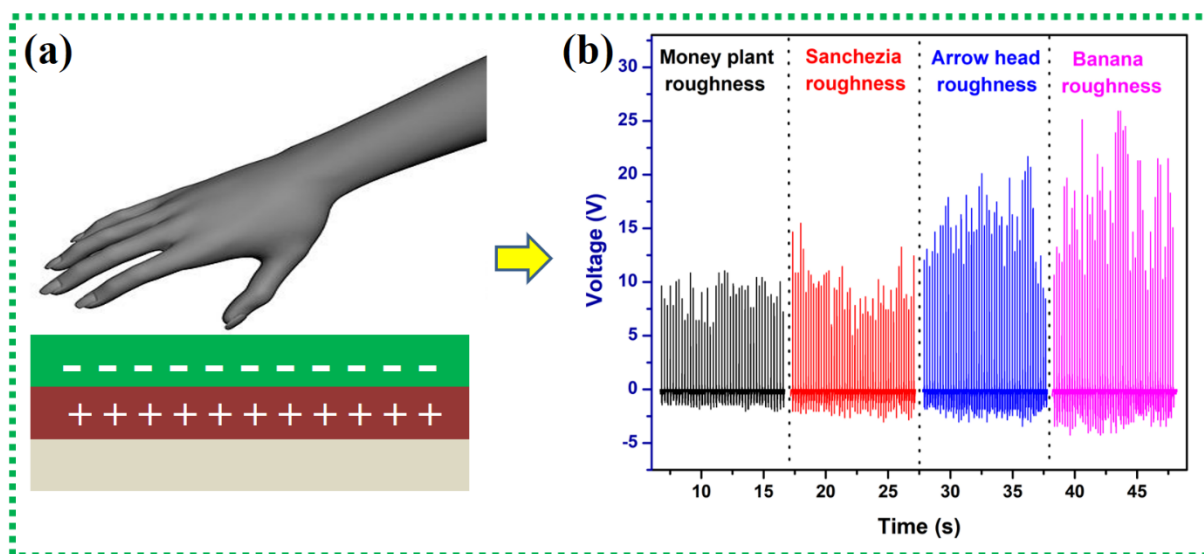 (a)
− − − − − − − − − − −
+ + + + + + + + + + +
(b)
Money plant
roughness
Sanchezia
roughness
Arrow head
roughness
Banana
roughness
Voltage (V)
30
25
20
15
10
5
0
-5
10 15 20 25 30 35 40 45
Time (s)